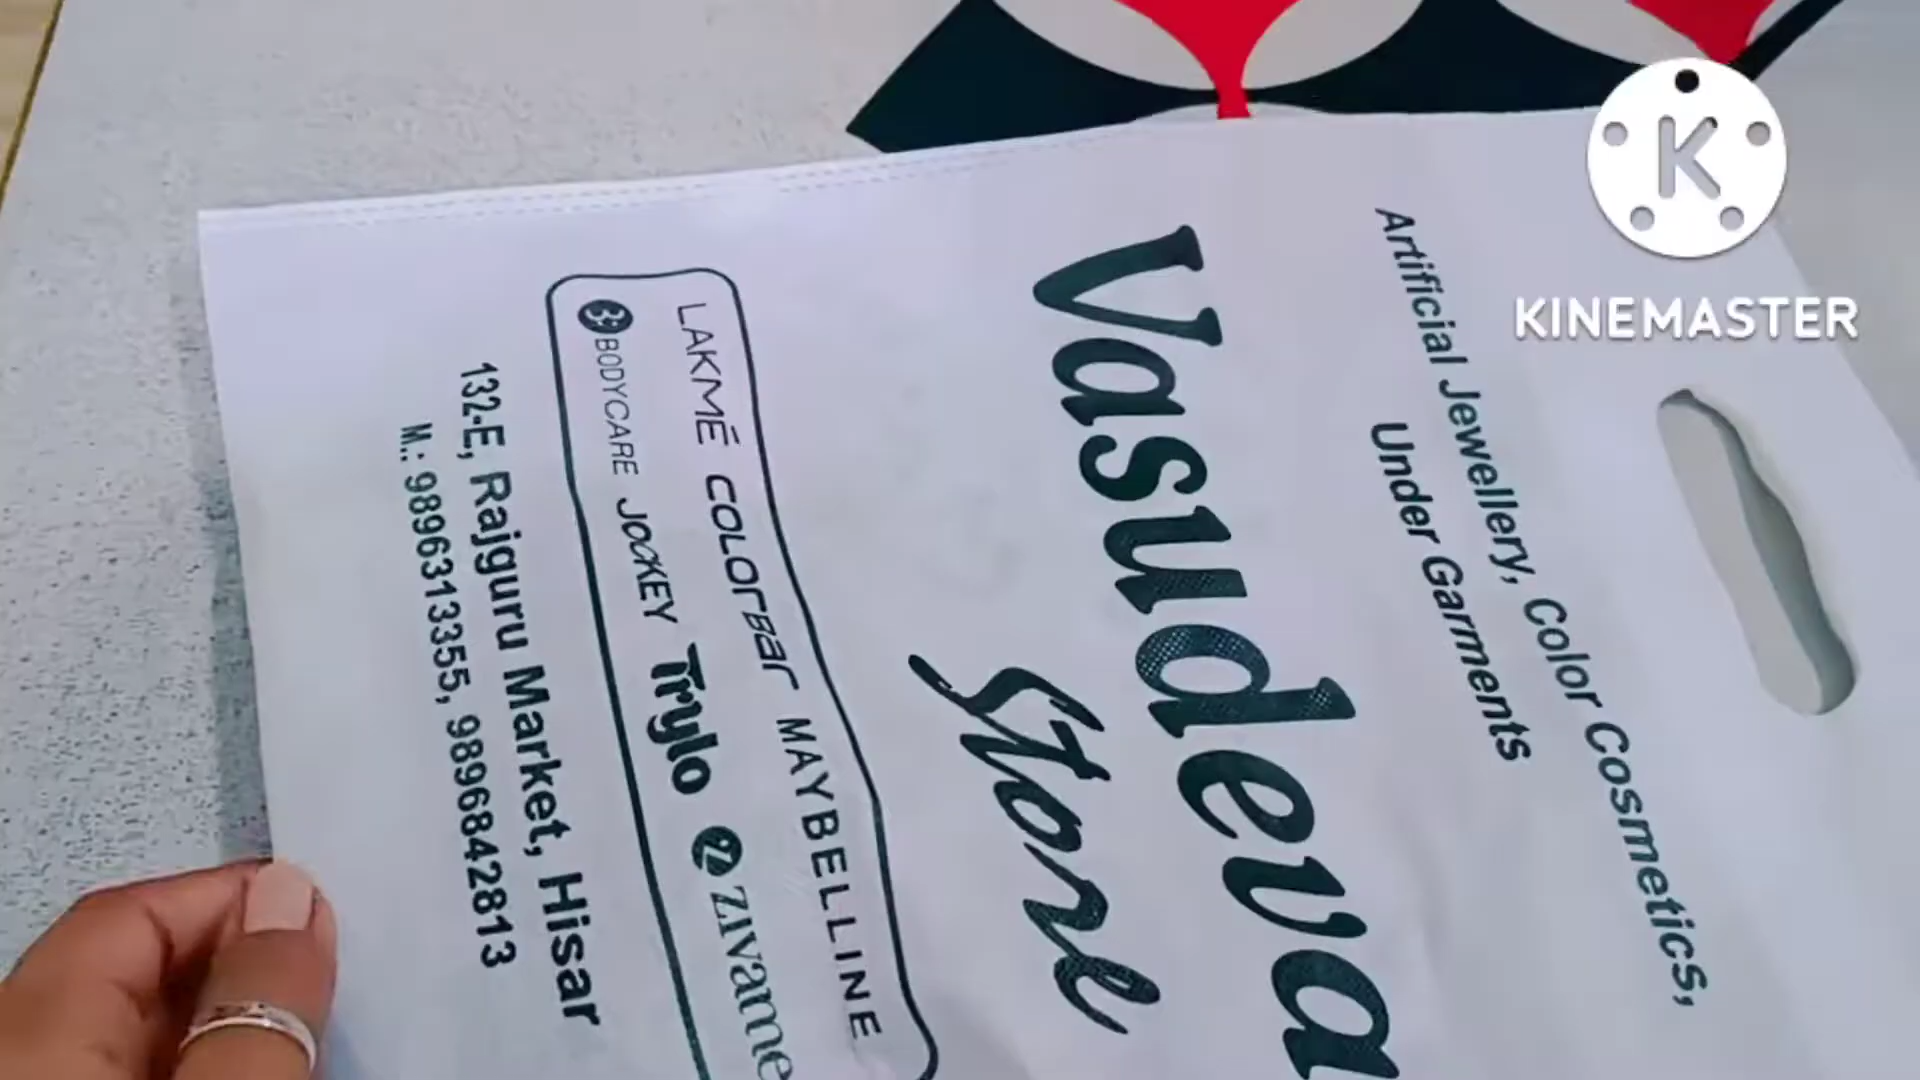 Artificial Jewellery, Color Cosmetics,
Under Garments
Vasudeva
Store
LAKMÉ COLORBAR MAYBELLINE
BODYCARE JOCKEY Trylo ZIVAME
132-E, Rajguru Market, Hisar
M.: 9896313355, 9896842813
K
KINEMASTER